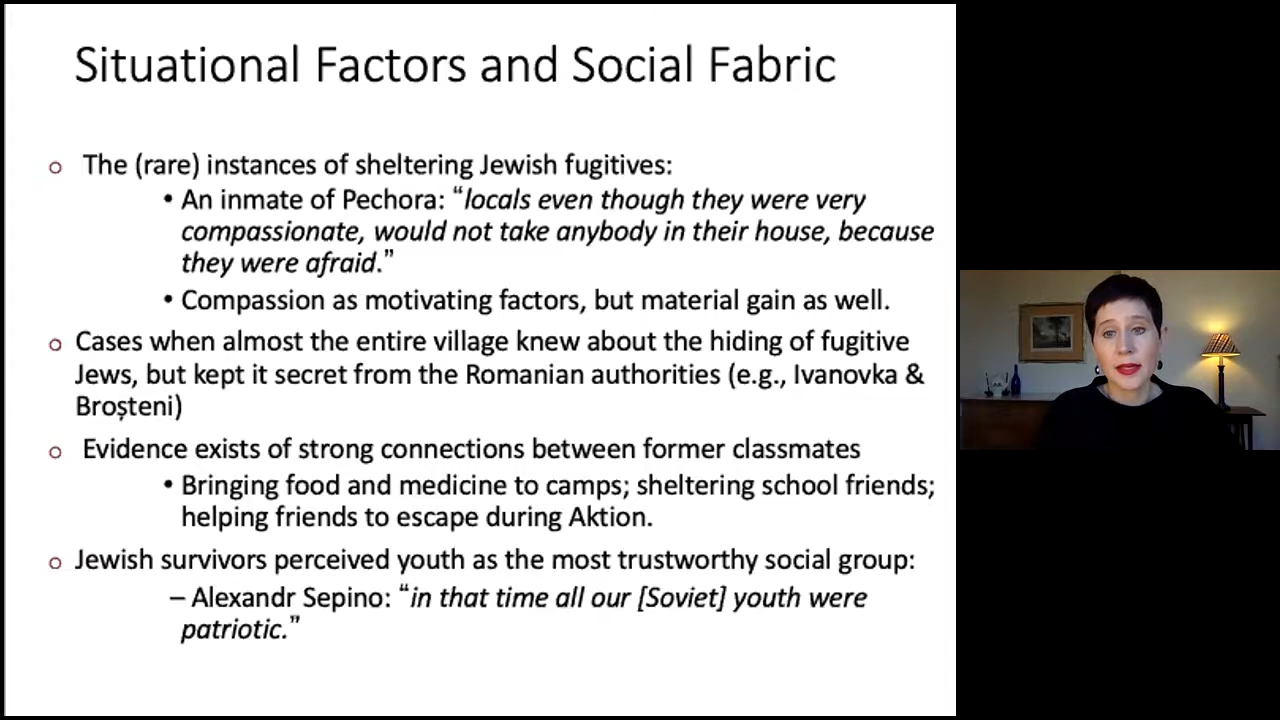 Situational Factors and Social Fabric
○ The (rare) instances of sheltering Jewish fugitives:
• An inmate of Pechora: “locals even though they were very
compassionate, would not take anybody in their house, because
they were afraid.”
• Compassion as motivating factors, but material gain as well.
○ Cases when almost the entire village knew about the hiding of fugitive
Jews, but kept it secret from the Romanian authorities (e.g., Ivanovka &
Broșteni)
○ Evidence exists of strong connections between former classmates
• Bringing food and medicine to camps; sheltering school friends;
helping friends to escape during Aktion.
○ Jewish survivors perceived youth as the most trustworthy social group:
– Alexandr Sepino: “in that time all our [Soviet] youth were
patriotic.”